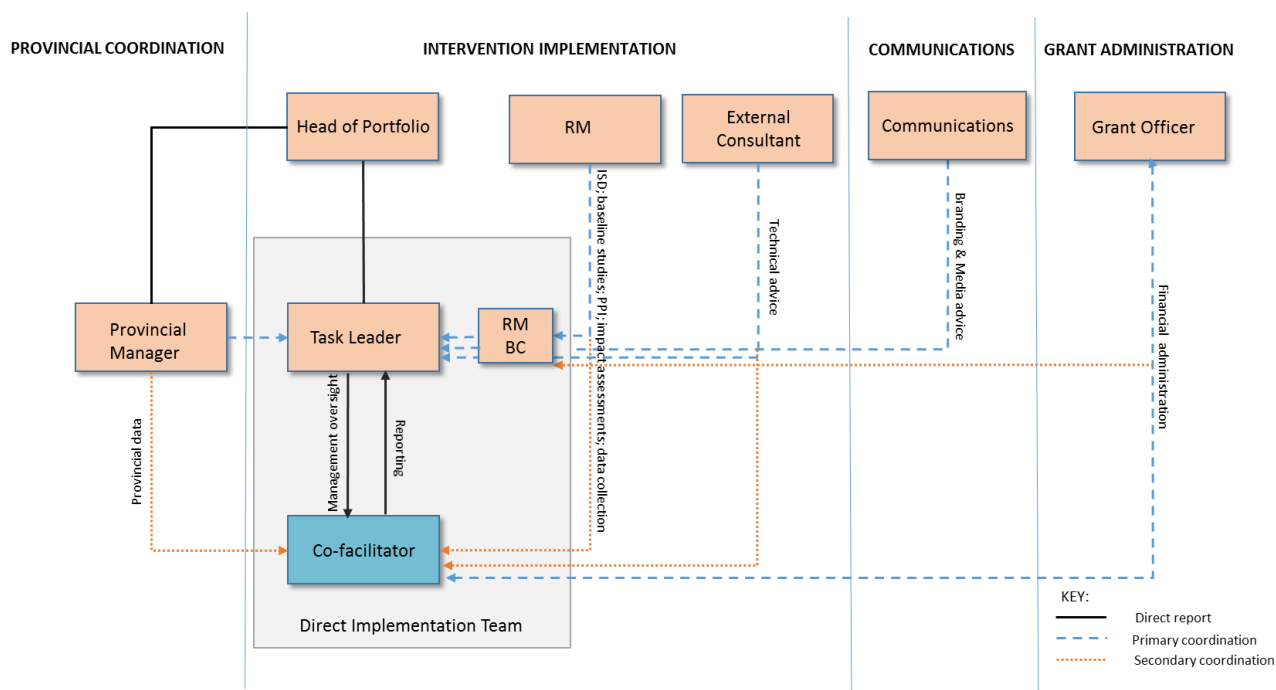 PROVINCIAL COORDINATION
INTERVENTION IMPLEMENTATION
COMMUNICATIONS
GRANT ADMINISTRATION
Head of Portfolio
RM
External
Consultant
Communications
Grant Officer
ISD; baseline studies; PPI; impact assessments; data collection
Technical advice
Branding & Media advice
Financial administration
Provincial
Manager
Task Leader
RM
BC
Provincial data
Management oversight
Reporting
Co-facilitator
Direct Implementation Team
KEY:
Direct report
Primary coordination
Secondary coordination